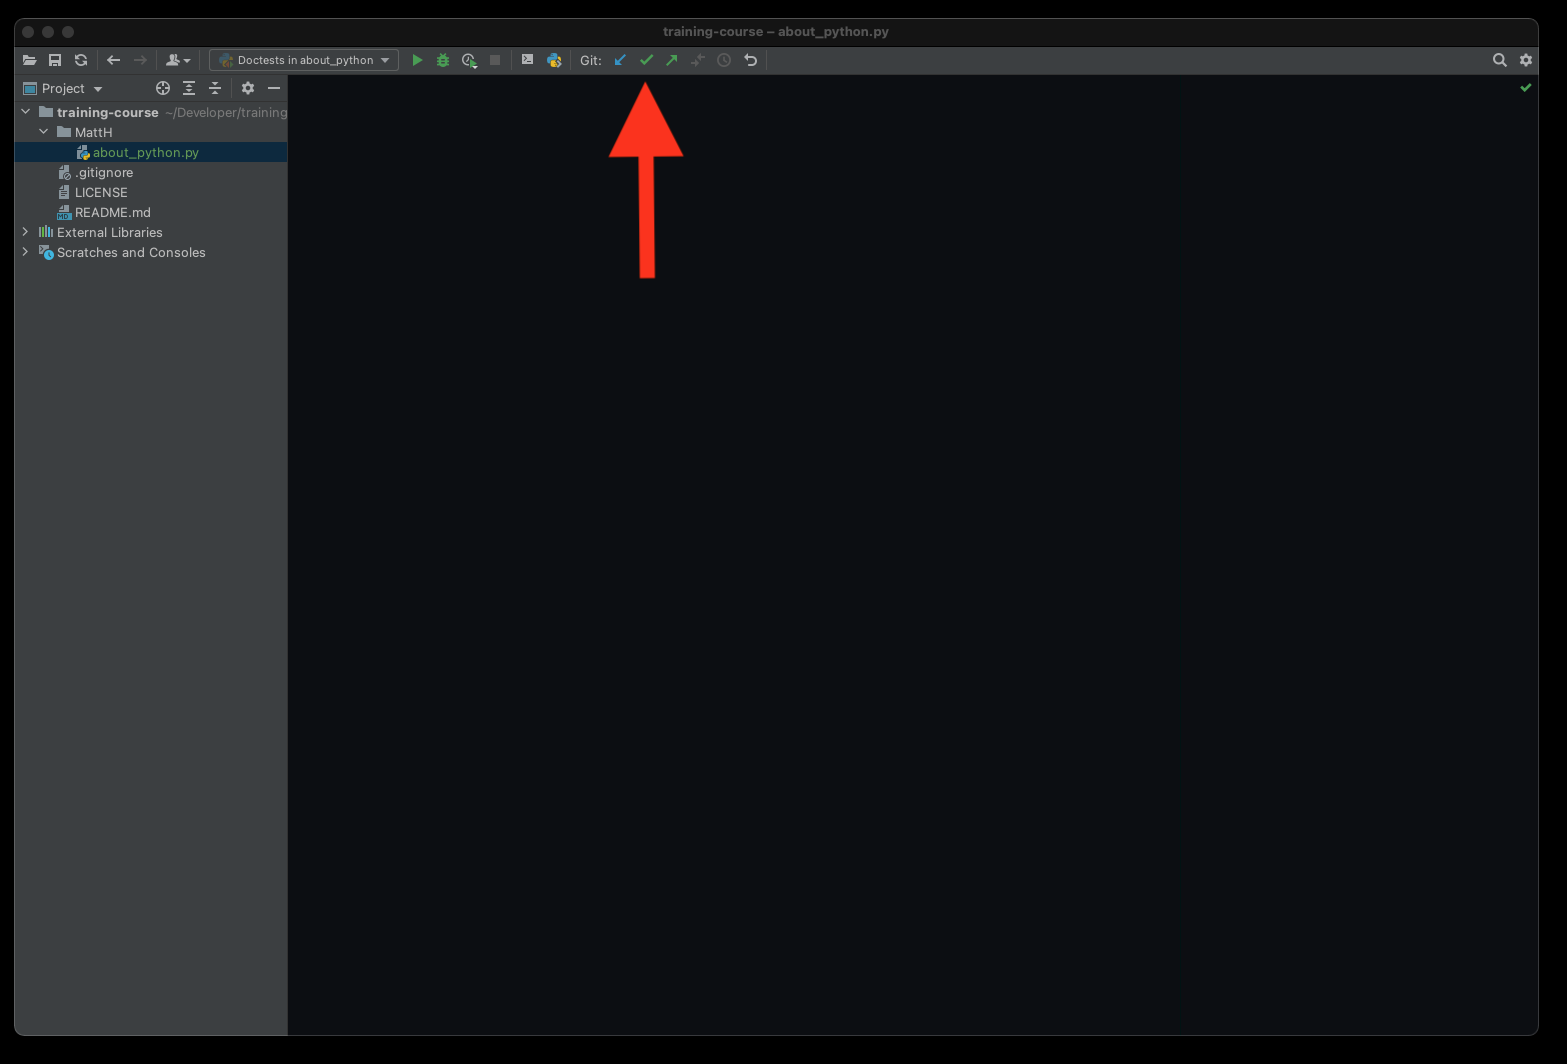 training-course – about_python.py
Doctests in about_python
Git:
Project
training-course ~/Developer/training
MattH
about_python.py
.gitignore
LICENSE
README.md
External Libraries
Scratches and Consoles